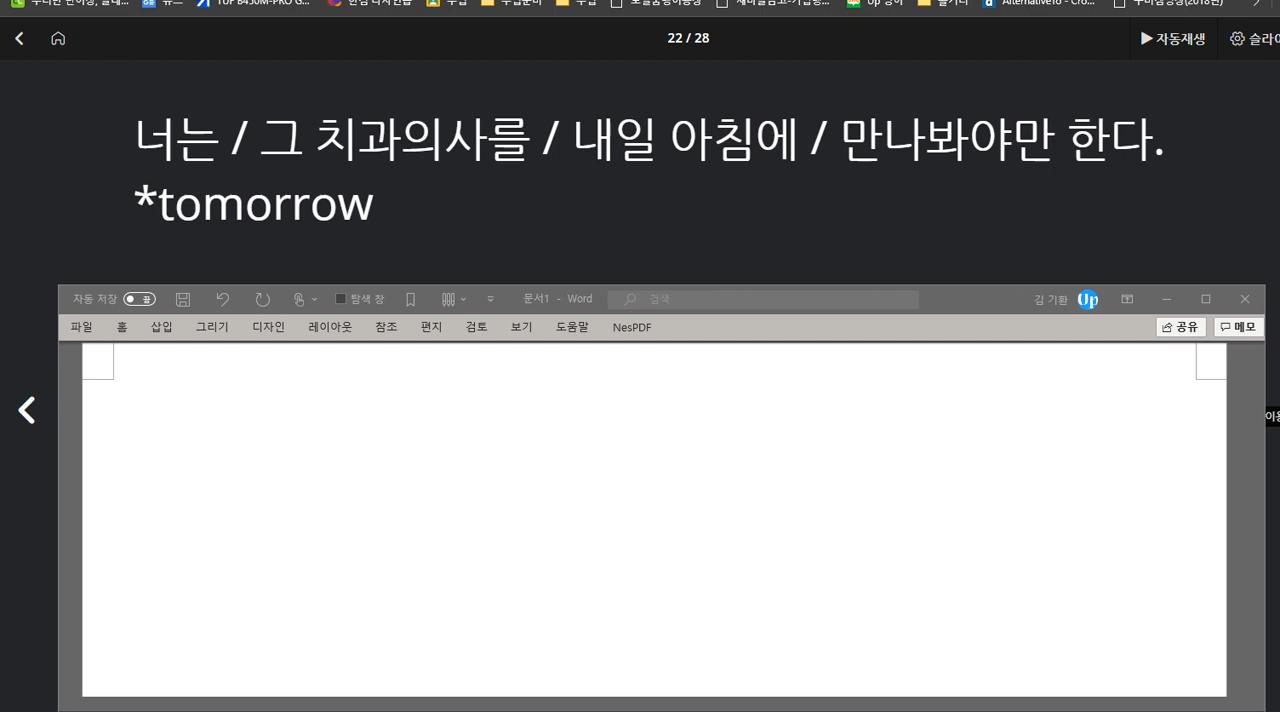 22 / 28
▶ 자동재생
너는 / 그 치과의사를 / 내일 아침에 / 만나봐야만 한다.
*tomorrow
자동 저장 끔 탐색 창 문서1 - Word 검색 김 기환 Up
파일 홈 삽입 그리기 디자인 레이아웃 참조 편지 검토 보기 도움말 NesPDF 공유 메모